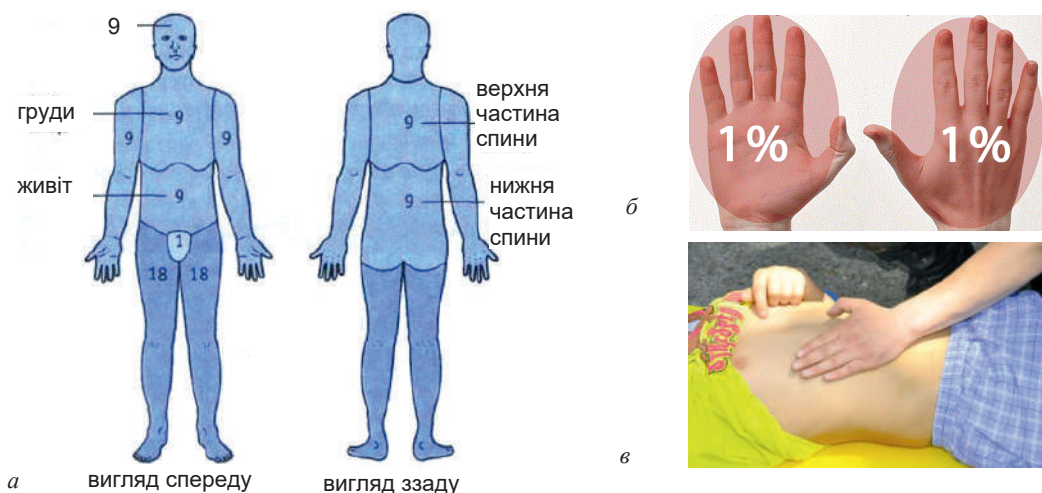 9
груди
9
9
9
живіт
9
1
18 18
а
вигляд спереду
верхня
частина
спини
9
нижня
частина
спини
9
вигляд ззаду
б
1%
1%
в